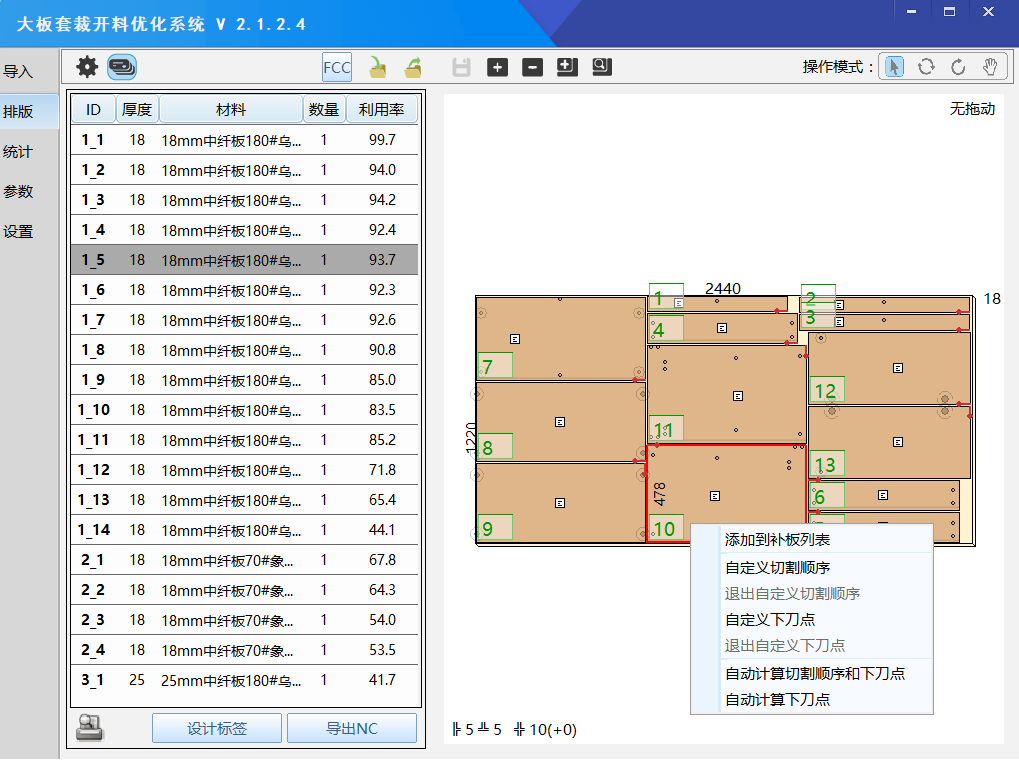 大板套裁开料优化系统 V 2.1.2.4
导入
排版
统计
参数
设置
FCC
操作模式：
ID 厚度 材料 数量 利用率
1_1 18 18mm中纤板180#乌... 1 99.7
1_2 18 18mm中纤板180#乌... 1 94.0
1_3 18 18mm中纤板180#乌... 1 94.2
1_4 18 18mm中纤板180#乌... 1 92.4
1_5 18 18mm中纤板180#乌... 1 93.7
1_6 18 18mm中纤板180#乌... 1 92.3
1_7 18 18mm中纤板180#乌... 1 92.6
1_8 18 18mm中纤板180#乌... 1 90.8
1_9 18 18mm中纤板180#乌... 1 85.0
1_10 18 18mm中纤板180#乌... 1 83.5
1_11 18 18mm中纤板180#乌... 1 85.2
1_12 18 18mm中纤板180#乌... 1 71.8
1_13 18 18mm中纤板180#乌... 1 65.4
1_14 18 18mm中纤板180#乌... 1 44.1
2_1 18 18mm中纤板70#象... 1 67.8
2_2 18 18mm中纤板70#象... 1 64.3
2_3 18 18mm中纤板70#象... 1 54.0
2_4 18 18mm中纤板70#象... 1 53.5
3_1 25 25mm中纤板180#乌... 1 41.7
设计标签
导出NC
无拖动
2440
18
1220
478
1
2
3
4
7
12
11
8
13
6
9
10
添加到补板列表
自定义切割顺序
退出自定义切割顺序
自定义下刀点
退出自定义下刀点
自动计算切割顺序和下刀点
自动计算下刀点
╠ 5 ╩ 5 ╬ 10(+0)